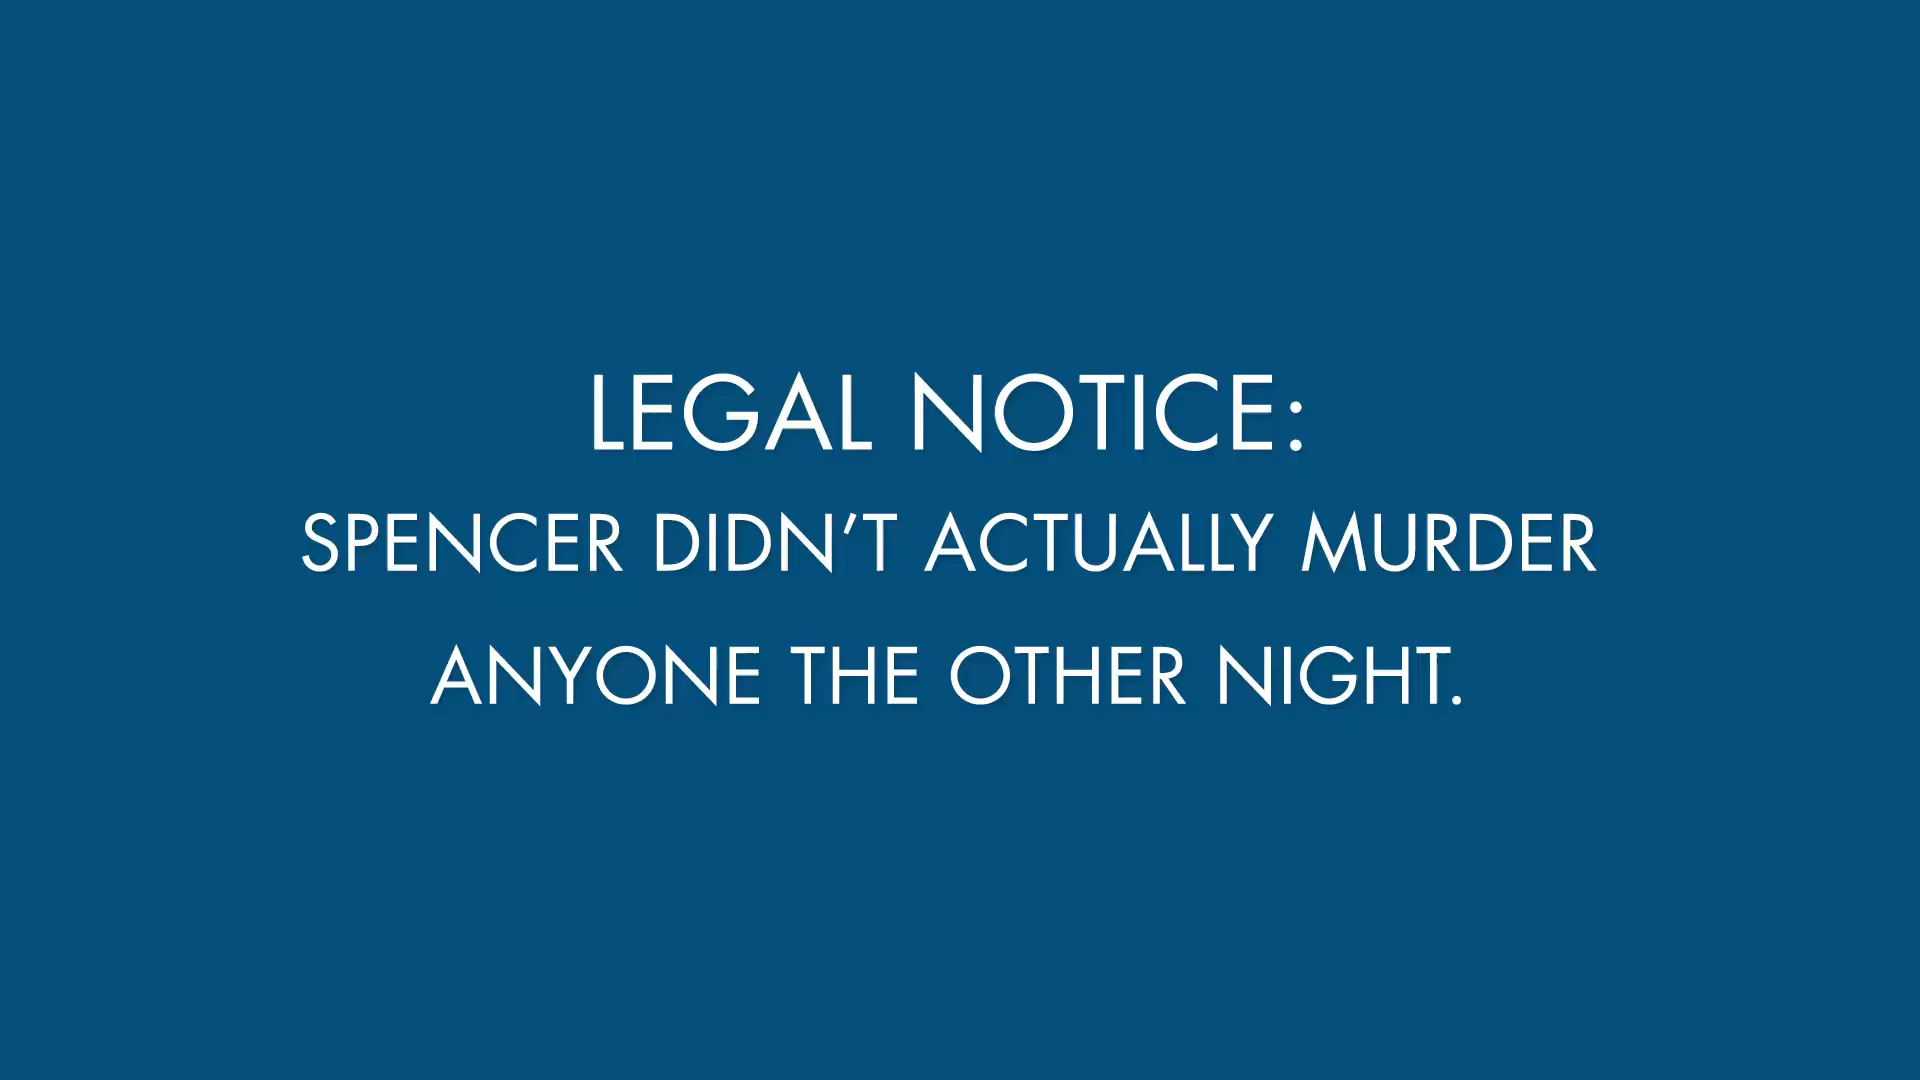 LEGAL NOTICE:
SPENCER DIDN’T ACTUALLY MURDER
ANYONE THE OTHER NIGHT.